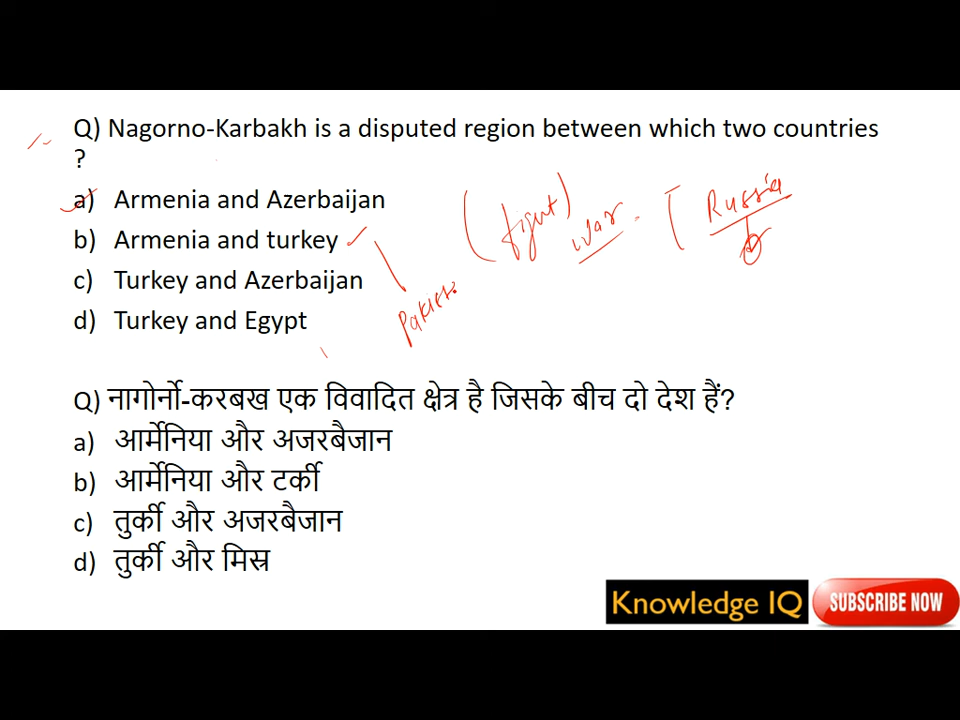 Q) Nagorno-Karbakh is a disputed region between which two countries
?
a) Armenia and Azerbaijan
b) Armenia and turkey
c) Turkey and Azerbaijan
d) Turkey and Egypt
(fight) war [ Russia
Q) नागोर्नो-करबख एक विवादित क्षेत्र है जिसके बीच दो देश हैं?
a) आर्मेनिया और अजरबैजान
b) आर्मेनिया और टर्की
c) तुर्की और अजरबैजान
d) तुर्की और मिस्र
Knowledge IQ
SUBSCRIBE NOW